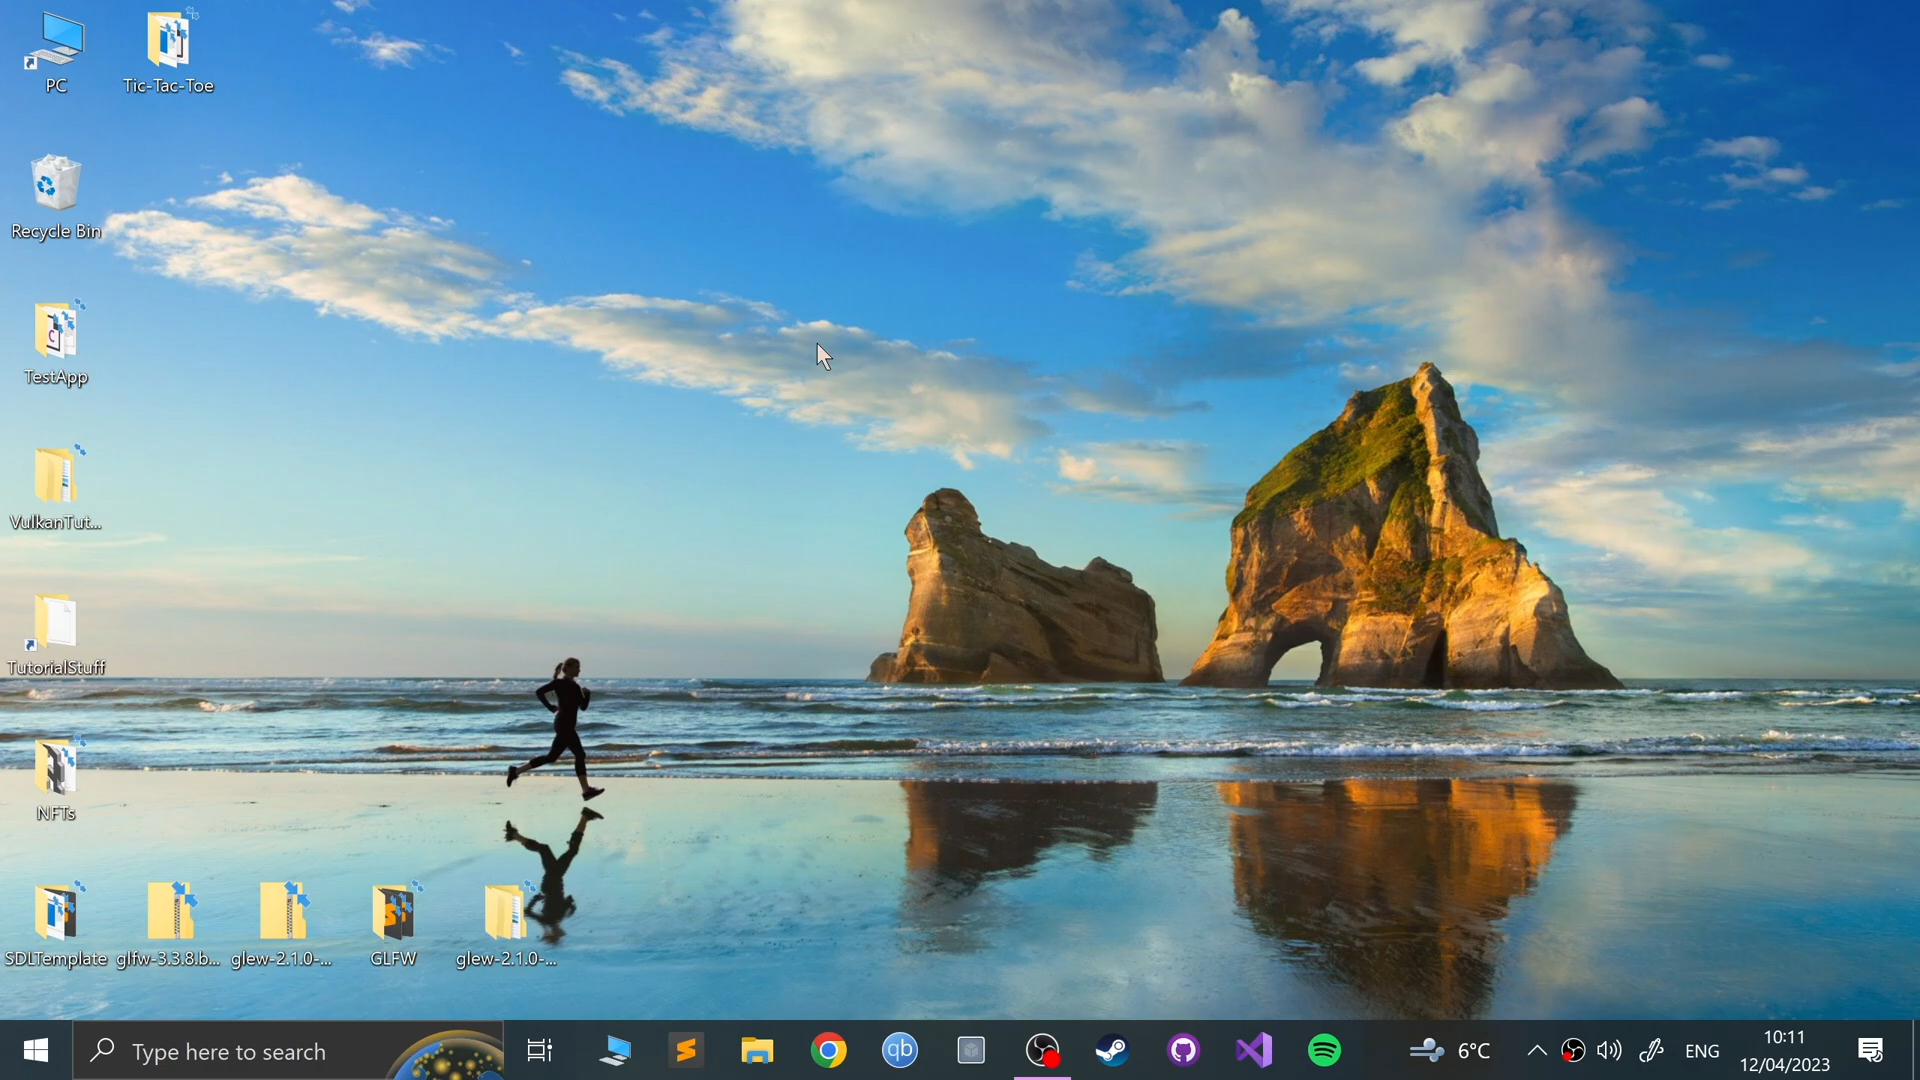 PC
Tic-Tac-Toe
Recycle Bin
TestApp
VulkanTut...
TutorialStuff
NFTs
SDLTemplate
glfw-3.3.8.b...
glew-2.1.0-...
GLFW
glew-2.1.0-...
Type here to search
qb
6°C
ENG
10:11
12/04/2023